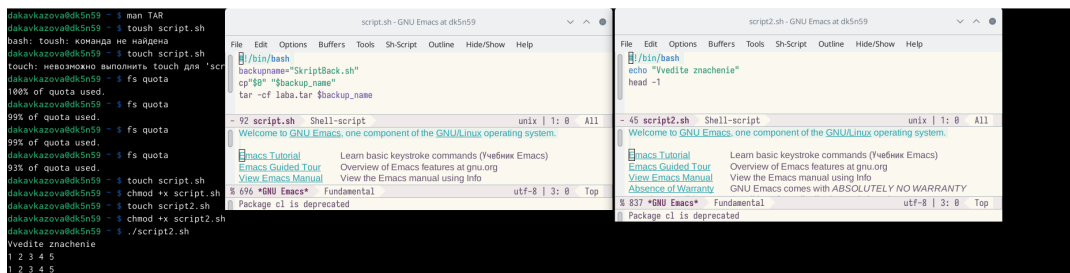 dakavkazova@dk5n59 ~ $ man TAR
dakavkazova@dk5n59 ~ $ toush script.sh
bash: toush: команда не найдена
dakavkazova@dk5n59 ~ $ touch script.sh
touch: невозможно выполнить touch для 'scr
dakavkazova@dk5n59 ~ $ fs quota
100% of quota used.
dakavkazova@dk5n59 ~ $ fs quota
99% of quota used.
dakavkazova@dk5n59 ~ $ fs quota
99% of quota used.
dakavkazova@dk5n59 ~ $ fs quota
93% of quota used.
dakavkazova@dk5n59 ~ $ touch script.sh
dakavkazova@dk5n59 ~ $ chmod +x script.sh
dakavkazova@dk5n59 ~ $ touch script2.sh
dakavkazova@dk5n59 ~ $ chmod +x script2.sh
dakavkazova@dk5n59 ~ $ ./script2.sh
Vvedite znachenie
1 2 3 4 5
1 2 3 4 5
script.sh - GNU Emacs at dk5n59
File Edit Options Buffers Tools Sh-Script Outline Hide/Show Help
#!/bin/bash
backupname="SkriptBack.sh"
cp"$0" "$backup_name"
tar -cf laba.tar $backup_name
- 92 script.sh Shell-script unix | 1: 0 All
Welcome to GNU Emacs, one component of the GNU/Linux operating system.
Emacs Tutorial Learn basic keystroke commands (Учебник Emacs)
Emacs Guided Tour Overview of Emacs features at gnu.org
View Emacs Manual View the Emacs manual using Info
% 696 *GNU Emacs* Fundamental utf-8 | 3: 0 Top
Package cl is deprecated
script2.sh - GNU Emacs at dk5n59
File Edit Options Buffers Tools Sh-Script Outline Hide/Show Help
#!/bin/bash
echo "Vvedite znachenie"
head -1
- 45 script2.sh Shell-script unix | 1: 0 All
Welcome to GNU Emacs, one component of the GNU/Linux operating system.
Emacs Tutorial Learn basic keystroke commands (Учебник Emacs)
Emacs Guided Tour Overview of Emacs features at gnu.org
View Emacs Manual View the Emacs manual using Info
Absence of Warranty GNU Emacs comes with ABSOLUTELY NO WARRANTY
% 837 *GNU Emacs* Fundamental utf-8 | 3: 0 Top
Package cl is deprecated